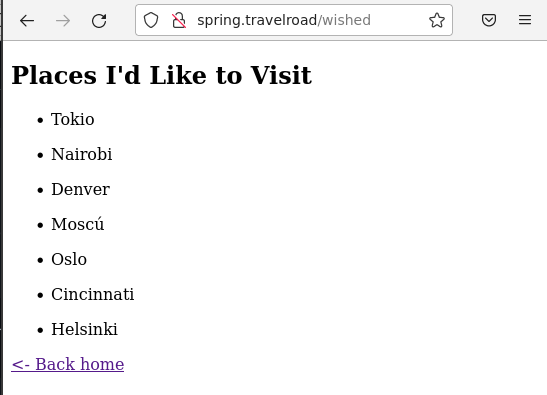 spring.travelroad/wished
Places I'd Like to Visit
Tokio
Nairobi
Denver
Moscú
Oslo
Cincinnati
Helsinki
<- Back home